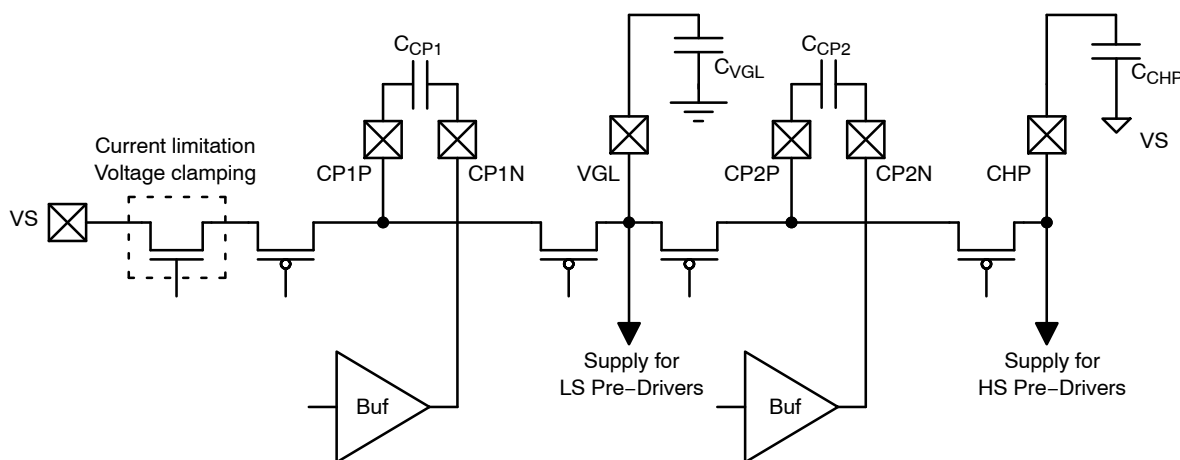 C_CP1
C_VGL
C_CP2
C_CHP
Current limitation
Voltage clamping
CP1P
CP1N
VGL
CP2P
CP2N
CHP
VS
VS
Supply for
LS Pre−Drivers
Supply for
HS Pre−Drivers
Buf
Buf